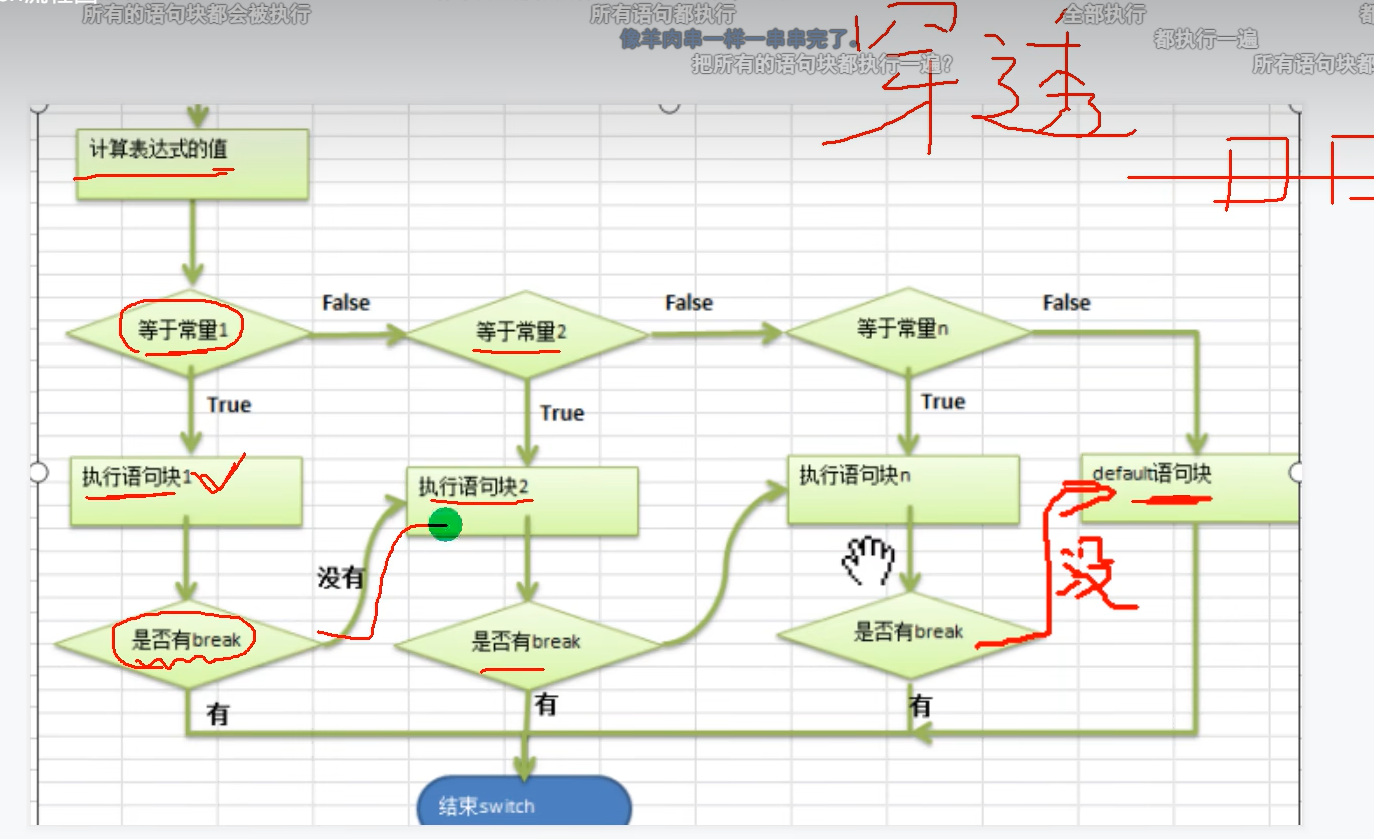 所有的语句块都会被执行
所有语句都执行
全部执行
像羊肉串一样一串串完了。
都执行一遍
把所有的语句块都执行一遍?
所有语句块都
穿透
计算表达式的值
False
False
False
等于常量1
等于常量2
等于常量n
True
True
True
执行语句块1
执行语句块2
执行语句块n
default语句块
没有
没
是否有break
是否有break
是否有break
有
有
有
结束switch